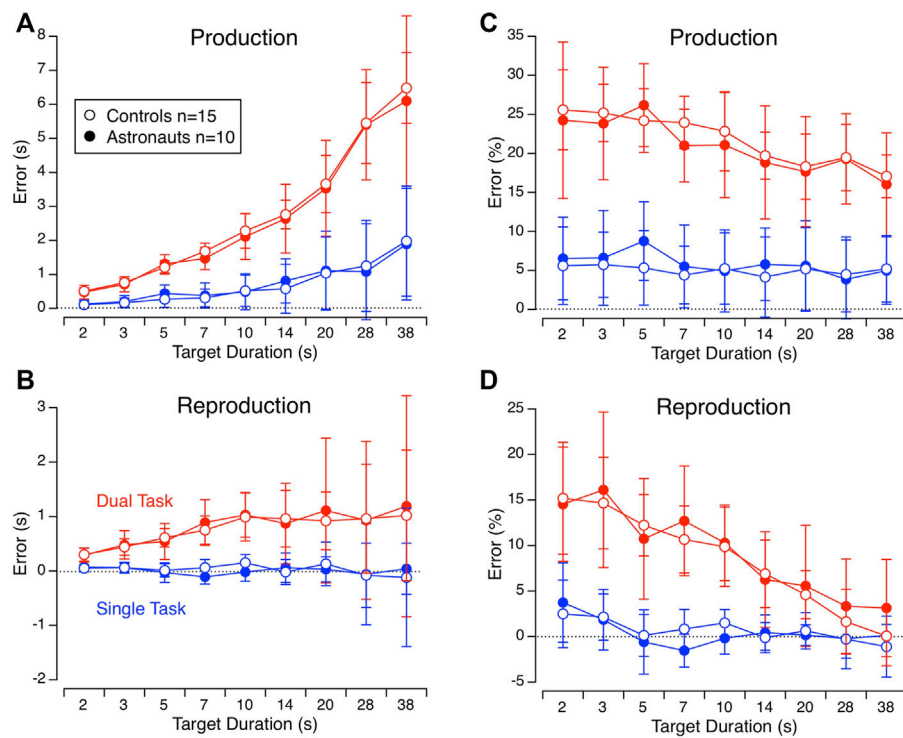 A
Production
8
7
6
5
4
3
2
1
0
Error (s)
Controls n=15
Astronauts n=10
2 3 5 7 10 14 20 28 38
Target Duration (s)
C
Production
35
30
25
20
15
10
5
0
Error (%)
2 3 5 7 10 14 20 28 38
Target Duration (s)
B
Reproduction
3
2
1
0
-1
-2
Error (s)
Dual Task
Single Task
2 3 5 7 10 14 20 28 38
Target Duration (s)
D
Reproduction
25
20
15
10
5
0
-5
Error (%)
2 3 5 7 10 14 20 28 38
Target Duration (s)